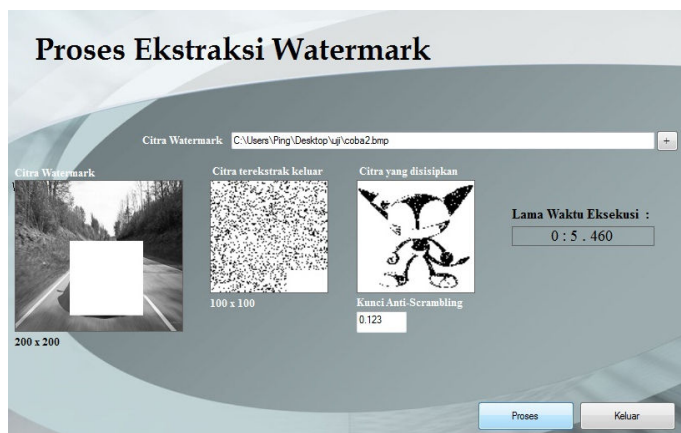 Proses Ekstraksi Watermark
Citra Watermark C:\Users\Ping\Desktop\uji\coba2.bmp +
Citra Watermark
Citra terekstrak keluar
Citra yang disisipkan
Lama Waktu Eksekusi :
0 : 5 . 460
100 x 100
Kunci Anti-Scrambling
0.123
200 x 200
Proses
Keluar